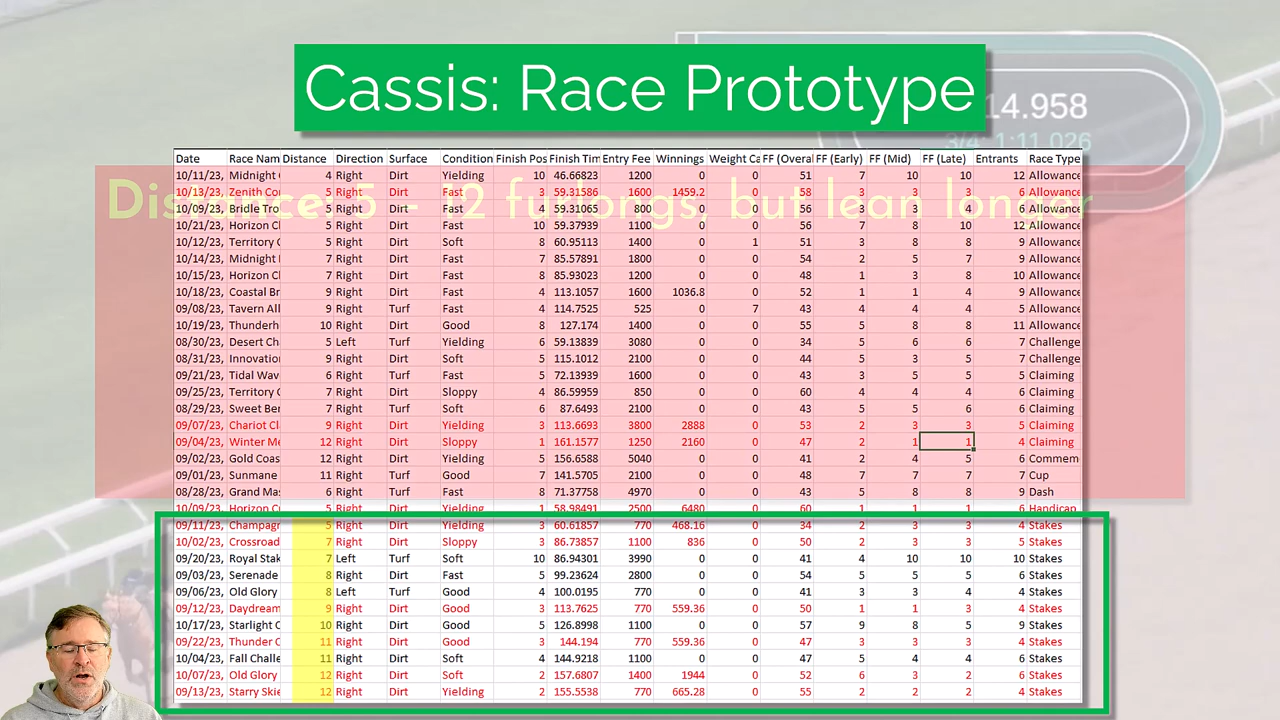 Cassis: Race Prototype
14.958
3/4: 1:11.026
Distance: 5 - 12 furlongs, but lean longer
Date Race Nam Distance Direction Surface Condition Finish Pos Finish Tim Entry Fee Winnings Weight Ca FF (Overal FF (Early) FF (Mid) FF (Late) Entrants Race Type
10/11/23, Midnight 4 Right Dirt Yielding 10 46.66823 1200 0 0 51 7 10 10 12 Allowance
10/13/23, Zenith Con 5 Right Dirt Fast 3 59.31586 1600 1459.2 0 58 3 3 3 6 Allowance
10/09/23, Bridle Tro 5 Right Dirt Fast 4 59.31065 800 0 0 56 3 3 4 6 Allowance
10/21/23, Horizon Cl 5 Right Dirt Fast 10 59.37939 1100 0 0 56 7 8 10 12 Allowance
10/12/23, Territory C 5 Right Dirt Soft 8 60.95113 1400 0 1 51 3 8 8 9 Allowance
10/14/23, Midnight 7 Right Dirt Fast 7 85.57891 1800 0 0 54 2 5 7 9 Allowance
10/15/23, Horizon Cl 7 Right Dirt Fast 8 85.93023 1200 0 0 48 1 3 8 10 Allowance
10/18/23, Coastal Br 9 Right Dirt Fast 4 113.1057 1600 1036.8 0 52 1 1 4 9 Allowance
09/08/23, Tavern All 9 Right Turf Fast 4 114.7525 525 0 7 43 4 4 4 5 Allowance
10/19/23, Thunderh 10 Right Dirt Good 8 127.174 1400 0 0 55 5 8 8 11 Allowance
08/30/23, Desert Ch 5 Left Turf Yielding 6 59.13839 3080 0 0 34 5 6 6 7 Challenge
08/31/23, Innovation 9 Right Dirt Soft 5 115.1012 2100 0 0 44 5 3 5 7 Challenge
09/21/23, Tidal Wav 6 Right Turf Soft 5 72.13939 1600 0 0 43 3 5 5 5 Claiming
09/25/23, Territory C 7 Right Dirt Sloppy 4 86.59959 850 0 0 60 4 4 4 6 Claiming
08/29/23, Sweet Ber 7 Right Turf Soft 6 87.6493 2100 0 0 43 5 5 6 6 Claiming
09/07/23, Chariot Cl 9 Right Dirt Yielding 3 113.6693 3800 2888 0 53 2 3 3 5 Claiming
09/04/23, Winter Me 12 Right Dirt Sloppy 1 161.1577 1250 2160 0 47 2 1 1 4 Claiming
09/02/23, Gold Coas 12 Right Dirt Yielding 5 156.6588 5040 0 0 41 2 4 5 6 Commem
09/01/23, Sunmane 11 Right Turf Good 7 141.5705 2100 0 0 48 7 7 7 7 Cup
08/28/23, Grand Mas 6 Right Turf Fast 8 71.37758 4970 0 0 43 5 8 8 9 Dash
10/09/23, Horizon C 5 Right Dirt Yielding 1 58.98491 2500 6480 0 60 1 1 1 6 Handicap
09/11/23, Champagn 5 Right Dirt Yielding 3 60.61857 770 468.16 0 34 2 3 3 4 Stakes
10/02/23, Crossroad 7 Right Dirt Sloppy 3 86.73857 1100 836 0 50 2 3 3 5 Stakes
09/20/23, Royal Stak 7 Left Turf Soft 10 86.94301 3990 0 0 41 4 10 10 10 Stakes
09/03/23, Serenade 8 Right Dirt Fast 5 99.23624 2800 0 0 54 5 5 5 6 Stakes
09/06/23, Old Glory 8 Left Turf Good 4 100.0195 770 0 0 41 3 3 4 4 Stakes
09/12/23, Daydream 9 Right Dirt Good 3 113.7625 770 559.36 0 50 1 1 3 4 Stakes
10/17/23, Starlight C 10 Right Dirt Good 5 126.8998 1100 0 0 57 9 8 5 9 Stakes
09/22/23, Thunder C 11 Right Dirt Good 3 144.194 770 559.36 0 47 3 3 3 4 Stakes
10/04/23, Fall Challe 11 Right Dirt Soft 4 144.9218 1100 0 0 47 5 4 4 6 Stakes
10/07/23, Old Glory 12 Right Dirt Soft 2 157.6807 1400 1944 0 52 6 3 2 6 Stakes
09/13/23, Starry Skie 12 Right Dirt Yielding 2 155.5538 770 665.28 0 55 2 2 2 4 Stakes